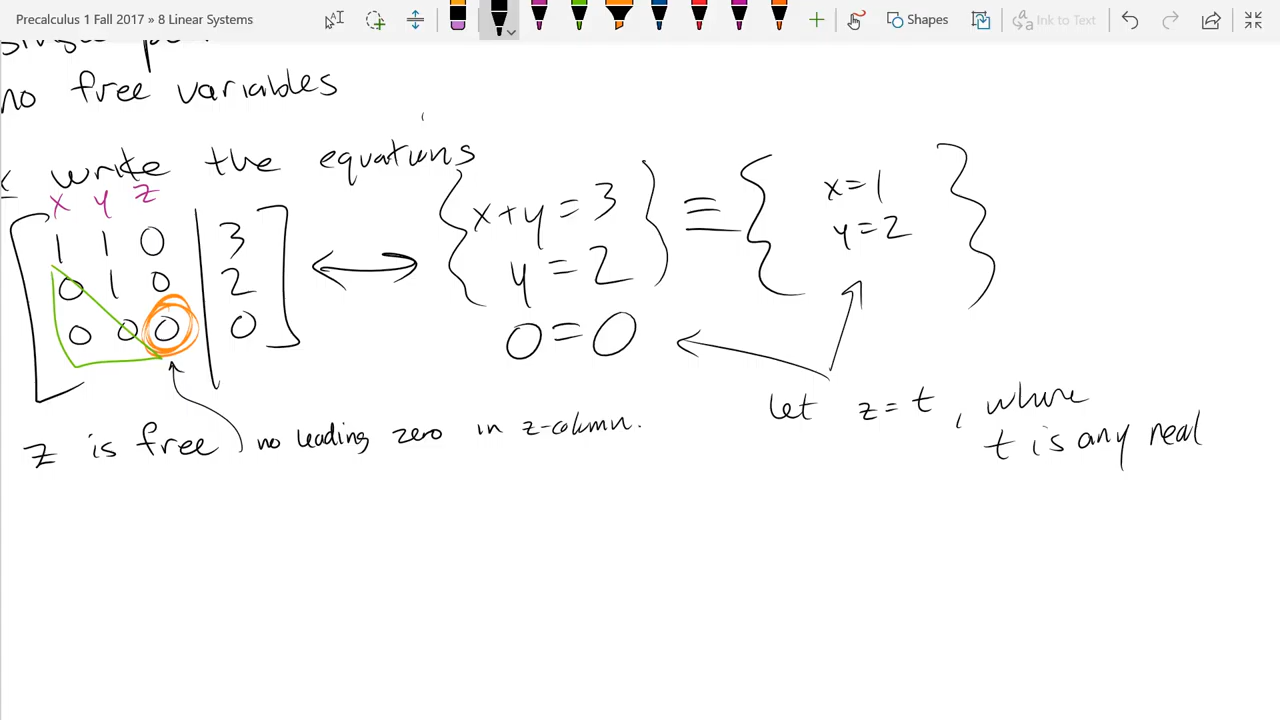 Precalculus 1 Fall 2017 » 8 Linear Systems
Shapes
Ink to Text
no free variables
write the equations
x y z
1 1 0 | 3
0 1 0 | 2
0 0 0 | 0
x+y=3
y=2
0=0
≡
x=1
y=2
let z=t, where
t is any real
z is free
no leading zero in z-column.